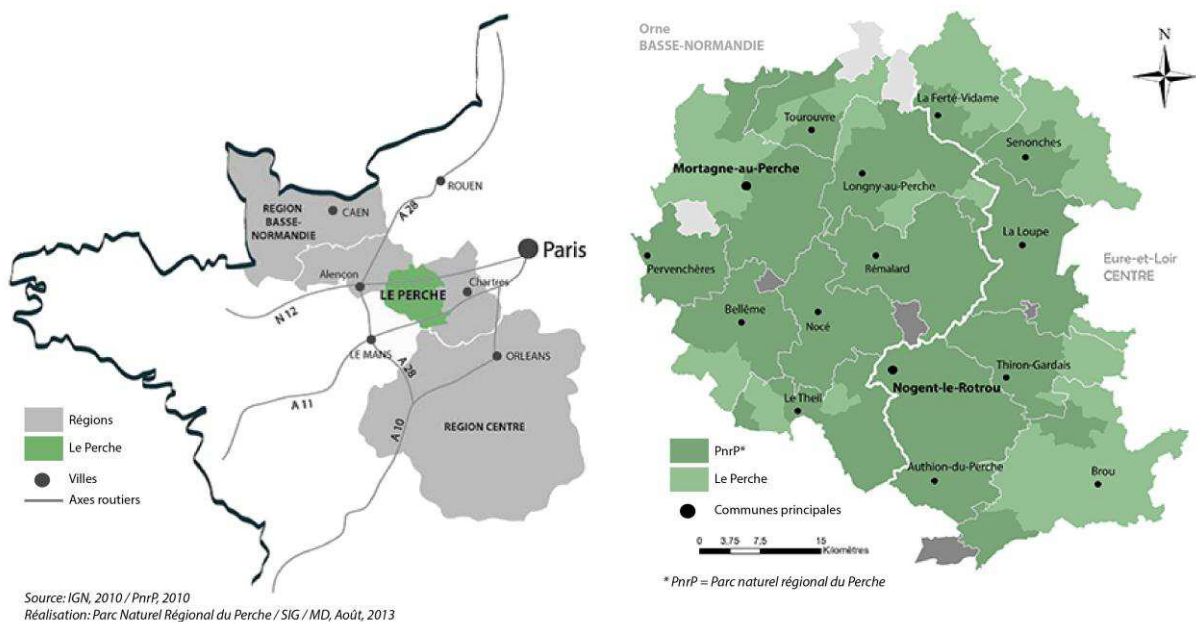 ROUEN
CAEN
REGION
BASSE-
NORMANDIE
A 28
Paris
Alençon
Chartres
LE PERCHE
N 12
LE MANS
ORLEANS
A 28
A 11
A 10
REGION CENTRE
Régions
Le Perche
Villes
Axes routiers
Source: IGN, 2010 / PnrP, 2010
Réalisation: Parc Naturel Régional du Perche / SIG / MD, Août, 2013
Orne
BASSE-NORMANDIE
N
La Ferté-Vidame
Tourouvre
Senonches
Mortagne-au-Perche
Longny-au-Perche
La Loupe
Pervenchères
Rémalard
Eure-et-Loir
CENTRE
Bellême
Nocé
Thiron-Gardais
Nogent-le-Rotrou
Le Theil
PnrP*
Authion-du-Perche
Brou
Le Perche
Communes principales
0 3,75 7,5 15
Kilomètres
* PnrP = Parc naturel régional du Perche